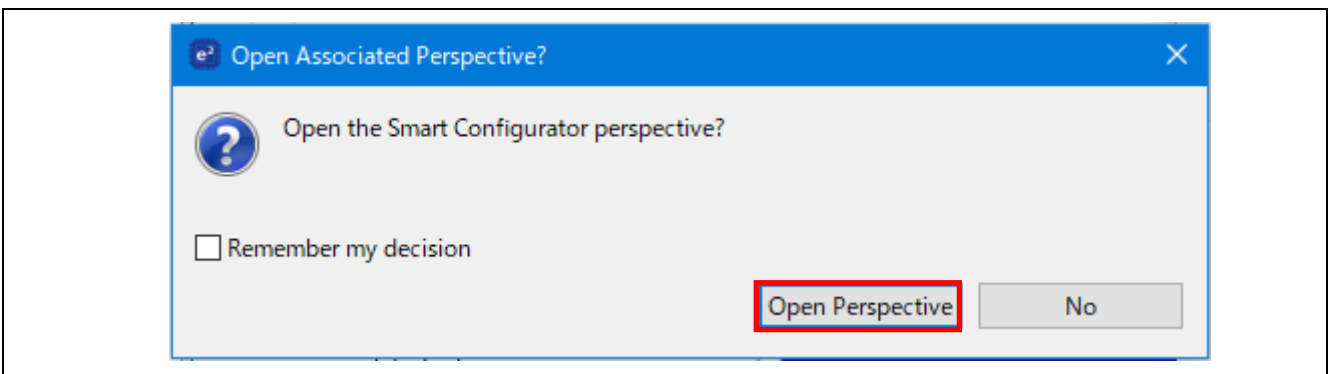 e² Open Associated Perspective?
Open the Smart Configurator perspective?
Remember my decision
Open Perspective No